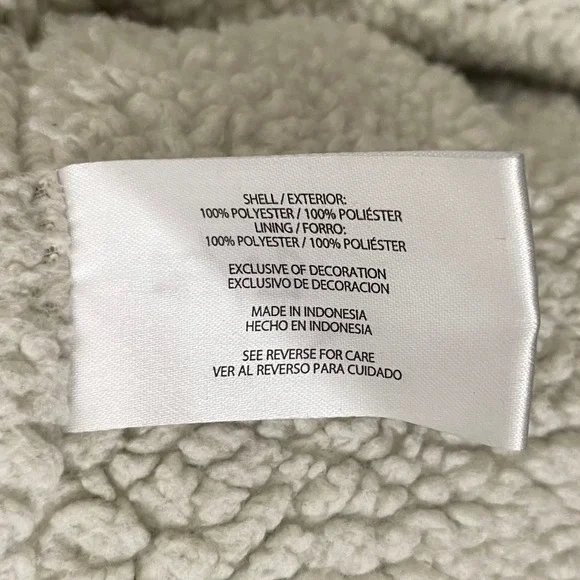 SHELL / EXTERIOR:
100% POLYESTER / 100% POLIÉSTER
LINING / FORRO:
100% POLYESTER / 100% POLIÉSTER
EXCLUSIVE OF DECORATION
EXCLUSIVO DE DECORACION
MADE IN INDONESIA
HECHO EN INDONESIA
SEE REVERSE FOR CARE
VER AL REVERSO PARA CUIDADO